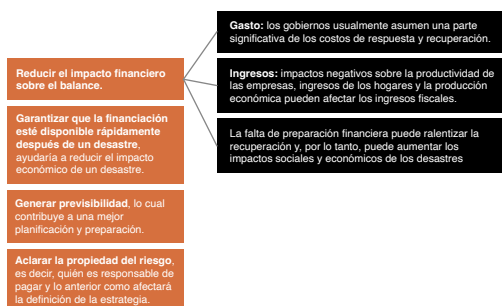 Reducir el impacto financiero
sobre el balance.
Garantizar que la financiación
esté disponible rápidamente
después de un desastre,
ayudaría a reducir el impacto
económico de un desastre.
Generar previsibilidad, lo cual
contribuye a una mejor
planificación y preparación.
Aclarar la propiedad del riesgo,
es decir, quién es responsable de
pagar y lo anterior como afectará
la definición de la estrategia.
Gasto: los gobiernos usualmente asumen una parte
significativa de los costos de respuesta y recuperación.
Ingresos: impactos negativos sobre la productividad de
las empresas, ingresos de los hogares y la producción
económica pueden afectar los ingresos fiscales.
La falta de preparación financiera puede ralentizar la
recuperación y, por lo tanto, puede aumentar los
impactos sociales y económicos de los desastres